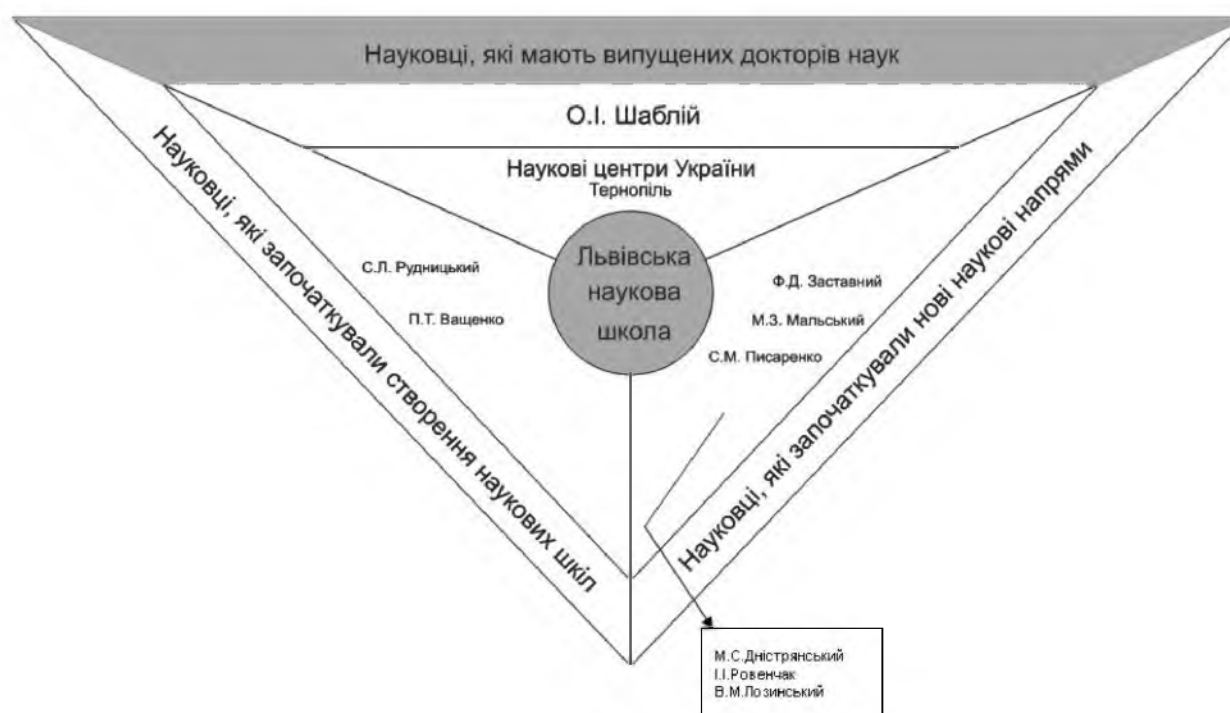 Науковці, які мають випущених докторів наук
О.І. Шаблій
Наукові центри України
Тернопіль
Львівська
наукова
школа
Науковці, які започаткували створення наукових шкіл
С.Л. Рудницький
П.Т. Ващенко
Ф.Д. Заставний
М.З. Мальський
С.М. Писаренко
Науковці, які започаткували нові наукові напрями
М.С.Дністрянський
І.І.Ровенчак
В.М.Лозинський